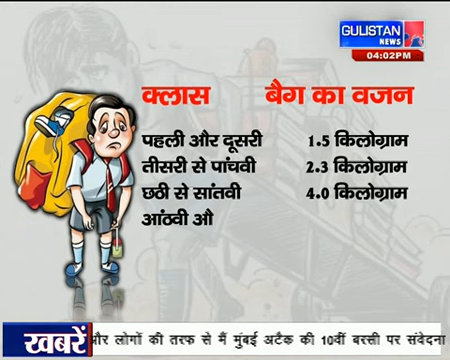 GULISTAN
NEWS
04:02PM
क्लास बैग का वजन
पहली और दूसरी 1.5 किलोग्राम
तीसरी से पांचवी 2.3 किलोग्राम
छठी से सांतवी 4.0 किलोग्राम
आंठवी औ
खबरें और लोगों की तरफ से मैं मुंबई अटैक की 10वीं बरसी पर संवेदना